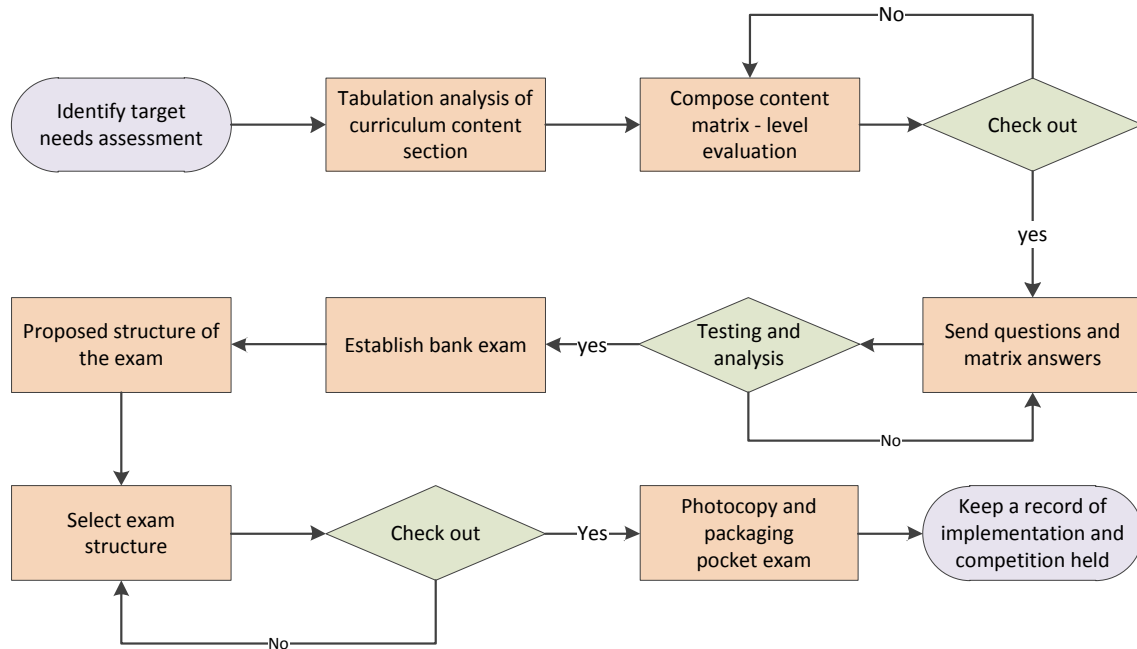 No
Identify target
needs assessment
Tabulation analysis of
curriculum content
section
Compose content
matrix - level
evaluation
Check out
yes
Proposed structure of
the exam
Establish bank exam
yes
Testing and
analysis
Send questions and
matrix answers
No
Select exam
structure
Check out
Yes
Photocopy and
packaging
pocket exam
Keep a record of
implementation and
competition held
No